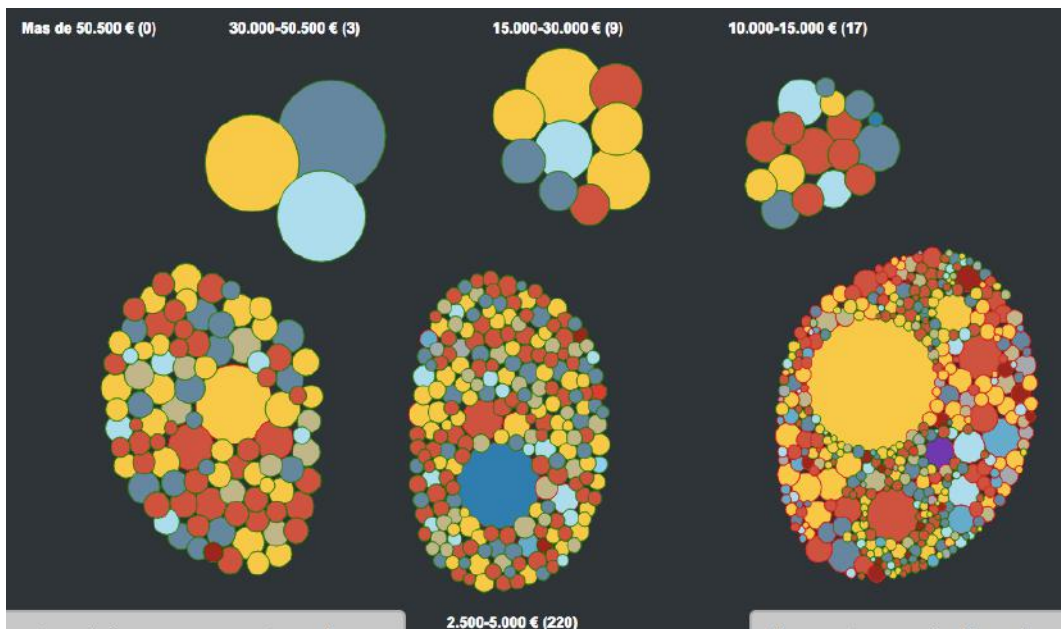 Mas de 50.500 € (0)
30.000-50.500 € (3)
15.000-30.000 € (9)
10.000-15.000 € (17)
2.500-5.000 € (220)